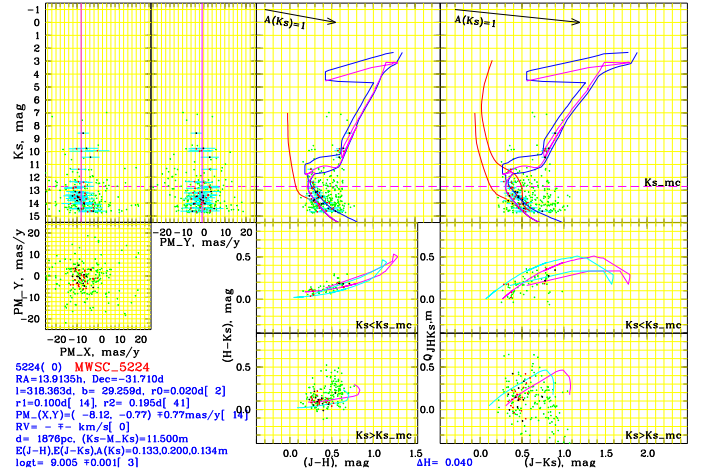 A(Ks)=1
A(Ks)=1
-1
0
1
2
3
4
5
6
7
8
9
10
11
12
13
14
15
Ks, mag
Ks_mc
PM_Y, mas/y
-20 -10 0 10 20
20
10
0
-10
-20
PM_Y, mas/y
-20 -10 0 10 20
PM_X, mas/y
0.5
0.0
0.5
0.0
(H-Ks), mag
Ks<Ks_mc
Ks>Ks_mc
0.0 0.5 1.0 1.5
(J-H), mag
QJHKs,m
0.5
0.0
0.5
0.0
Ks<Ks_mc
Ks>Ks_mc
0.0 0.5 1.0 1.5 2.0
(J-Ks), mag
ΔH= 0.040
5224( 0) MWSC_5224
RA=13.9135h, Dec=-31.710d
l=318.363d, b= 29.259d, r0=0.020d[ 2]
r1=0.100d[ 14], r2=0.195d[ 41]
PM_(X,Y)=( -8.12, -0.77) ∓0.77mas/y[ 14]
RV= - ∓- km/s[ 0]
d= 1876pc, (Ks-M_Ks)=11.500m
E(J-H),E(J-Ks),A(Ks)=0.133,0.200,0.134m
logt= 9.005 ∓0.001[ 3]